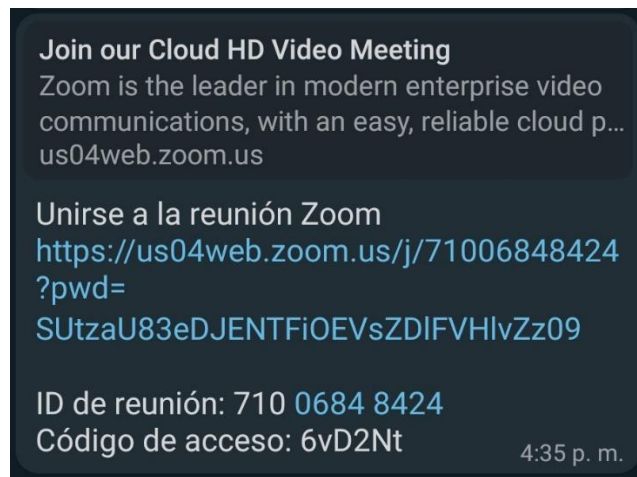 Join our Cloud HD Video Meeting
Zoom is the leader in modern enterprise video
communications, with an easy, reliable cloud p...
us04web.zoom.us
Unirse a la reunión Zoom
https://us04web.zoom.us/j/71006848424
?pwd=
SUtzaU83eDJENTFiOEVsZDlFVHlvZz09
ID de reunión: 710 0684 8424
Código de acceso: 6vD2Nt
4:35 p. m.